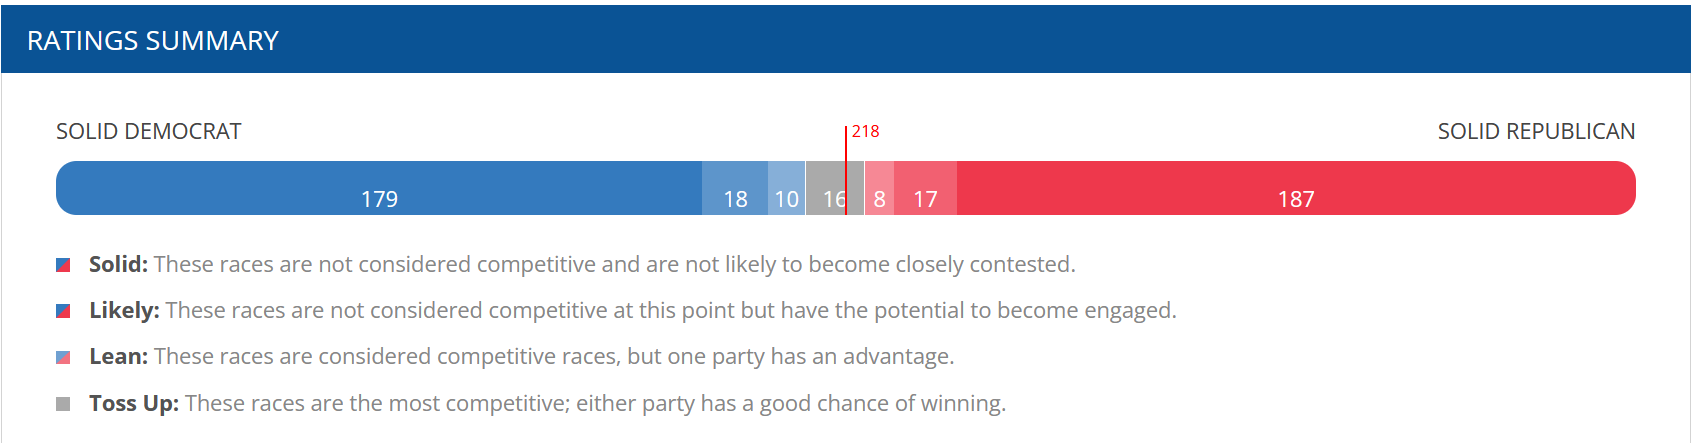 RATINGS SUMMARY
SOLID DEMOCRAT 218 SOLID REPUBLICAN
179 18 10 16 8 17 187
Solid: These races are not considered competitive and are not likely to become closely contested.
Likely: These races are not considered competitive at this point but have the potential to become engaged.
Lean: These races are considered competitive races, but one party has an advantage.
Toss Up: These races are the most competitive; either party has a good chance of winning.